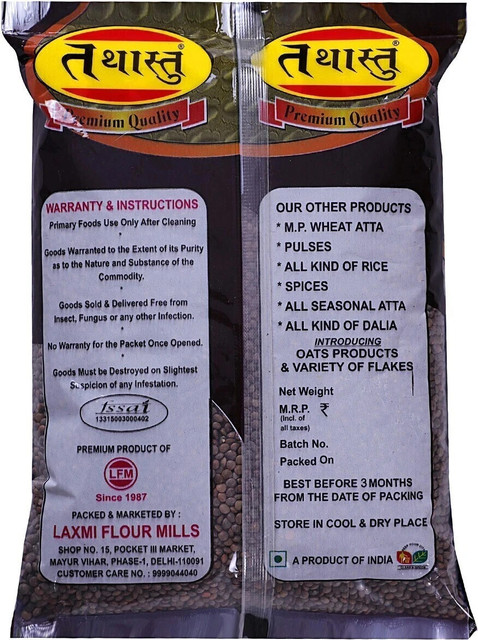 तथास्तु®
Premium Quality
WARRANTY & INSTRUCTIONS
Primary Foods Use Only After Cleaning
*
Goods Warranted to the Extent of its Purity
as to the Nature and Substance of the
Commodity.
*
Goods Sold & Delivered Free from
Insect, Fungus or any other Infection.
*
No Warranty for the Packet Once Opened.
*
Goods Must be Destroyed on Slightest
Suspicion of any Infestation.
fssai
13315003000402
PREMIUM PRODUCT OF
LFM
Since 1987
PACKED & MARKETED BY :
LAXMI FLOUR MILLS
SHOP NO. 15, POCKET III MARKET,
MAYUR VIHAR, PHASE-1, DELHI-110091
CUSTOMER CARE NO. : 9999044040
तथास्तु®
Premium Quality
OUR OTHER PRODUCTS
* M.P. WHEAT ATTA
* PULSES
* ALL KIND OF RICE
* SPICES
* ALL SEASONAL ATTA
* ALL KIND OF DALIA
INTRODUCING
OATS PRODUCTS
& VARIETY OF FLAKES
Net Weight
M.R.P. ₹
(Incl. of
all taxes)
Batch No.
Packed On
BEST BEFORE 3 MONTHS
FROM THE DATE OF PACKING
STORE IN COOL & DRY PLACE
A PRODUCT OF INDIA